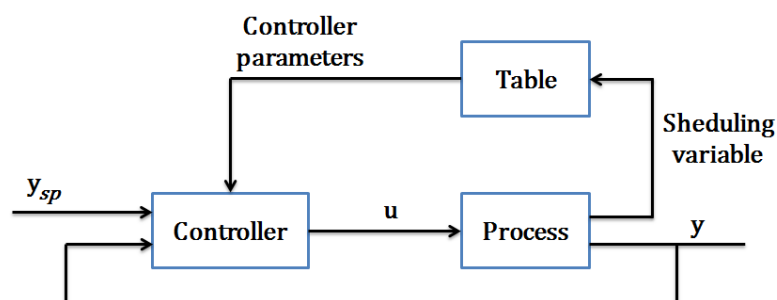 Controller
parameters
Table
Sheduling
variable
y_sp
Controller
u
Process
y